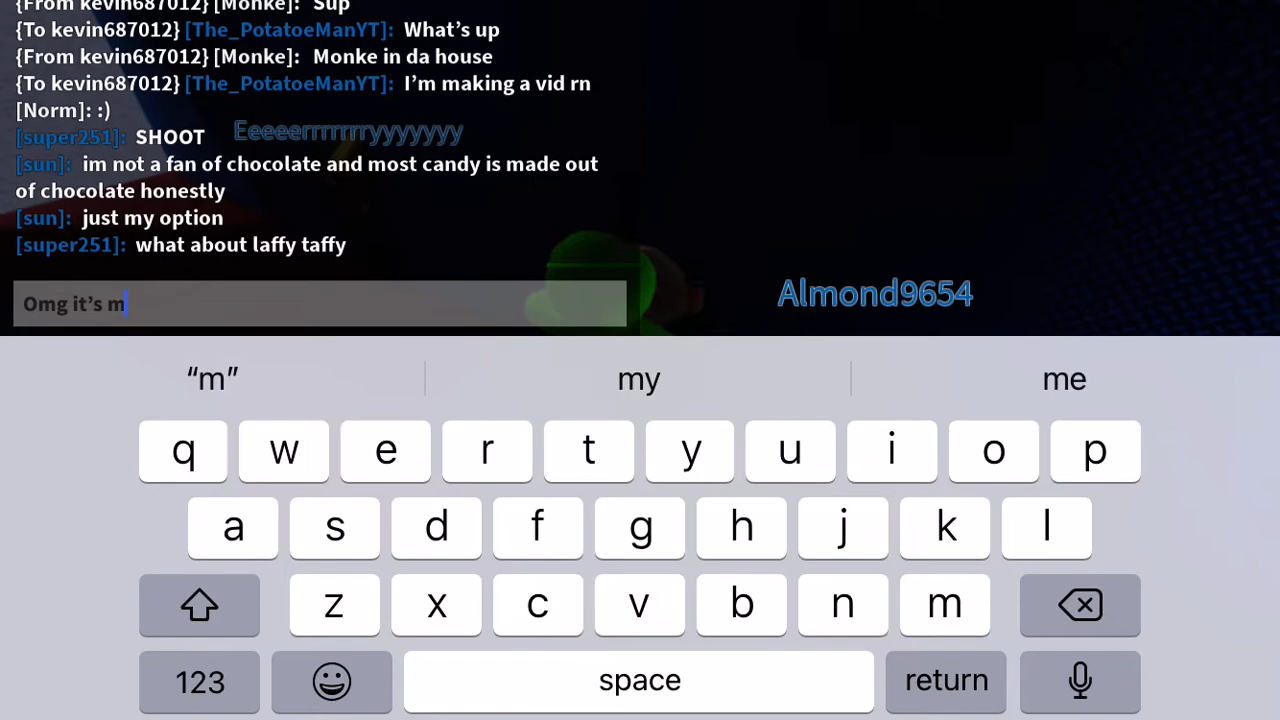 {From kevin687012} [Monke]: Sup
{To kevin687012} [The_PotatoeManYT]: What’s up
{From kevin687012} [Monke]: Monke in da house
{To kevin687012} [The_PotatoeManYT]: I’m making a vid rn
[Norm]: :)
[super251]: SHOOT
Eeeeerrrrrrryyyyyyy
[sun]: im not a fan of chocolate and most candy is made out
of chocolate honestly
[sun]: just my option
[super251]: what about laffy taffy
Omg it’s m
Almond9654
“m” my me
q w e r t y u i o p
a s d f g h j k l
z x c v b n m
123 space return